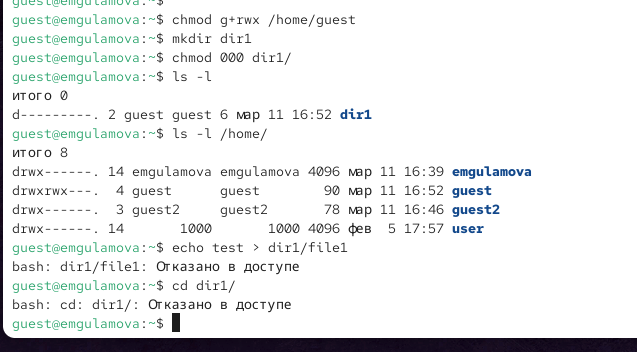 guest@emgulamova:~$
guest@emgulamova:~$ chmod g+rwx /home/guest
guest@emgulamova:~$ mkdir dir1
guest@emgulamova:~$ chmod 000 dir1/
guest@emgulamova:~$ ls -l
итого 0
d---------. 2 guest guest 6 мар 11 16:52 dir1
guest@emgulamova:~$ ls -l /home/
итого 8
drwx------. 14 emgulamova emgulamova 4096 мар 11 16:39 emgulamova
drwxrwx---.  4 guest      guest        90 мар 11 16:52 guest
drwx------.  3 guest2     guest2       78 мар 11 16:46 guest2
drwx------. 14       1000       1000 4096 фев  5 17:57 user
guest@emgulamova:~$ echo test > dir1/file1
bash: dir1/file1: Отказано в доступе
guest@emgulamova:~$ cd dir1/
bash: cd: dir1/: Отказано в доступе
guest@emgulamova:~$